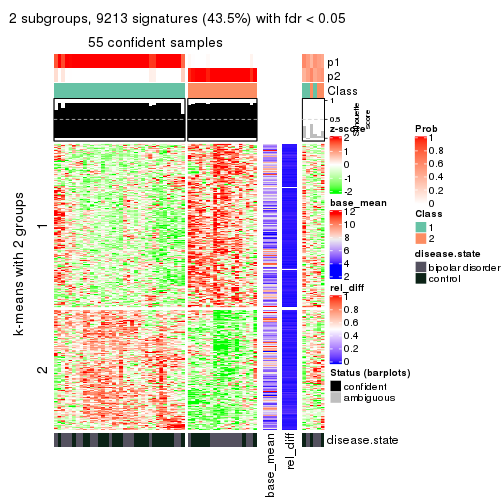 2 subgroups, 9213 signatures (43.5%) with fdr < 0.05
55 confident samples
p1
p2
Class
1
0.5
0
Silhouette
score
k-means with 2 groups
1
2
disease.state
base_mean
rel_diff
z-score
2
1
0
-1
-2
base_mean
12
10
8
6
4
2
rel_diff
1
0.8
0.6
0.4
0.2
0
Status (barplots)
confident
ambiguous
Prob
1
0.8
0.6
0.4
0.2
0
Class
1
2
disease.state
bipolar disorder
control